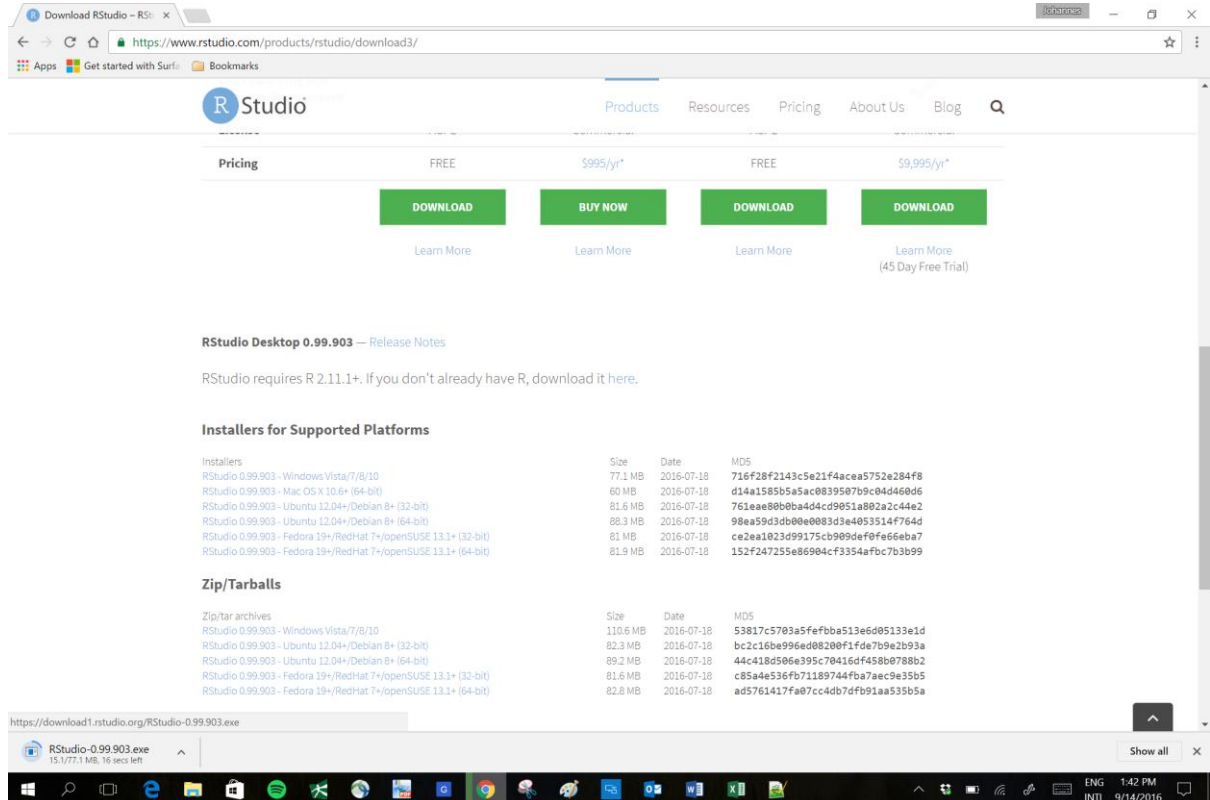 Download RStudio – RSt
Johannes
https://www.rstudio.com/products/rstudio/download3/
Apps Get started with Surfa Bookmarks
R Studio
Products Resources Pricing About Us Blog
Pricing FREE $995/yr* FREE $9,995/yr*
DOWNLOAD BUY NOW DOWNLOAD DOWNLOAD
Learn More Learn More Learn More Learn More
(45 Day Free Trial)
RStudio Desktop 0.99.903 — Release Notes
RStudio requires R 2.11.1+. If you don't already have R, download it here.
Installers for Supported Platforms
Installers Size Date MD5
RStudio 0.99.903 - Windows Vista/7/8/10 77.1 MB 2016-07-18 716f28f2143c5e21f4acea5752e284f8
RStudio 0.99.903 - Mac OS X 10.6+ (64-bit) 60 MB 2016-07-18 d14a1585b5a5ac0839507b9c04d460d6
RStudio 0.99.903 - Ubuntu 12.04+/Debian 8+ (32-bit) 81.6 MB 2016-07-18 761eae80b0ba4d4cd9051a802a2c44e2
RStudio 0.99.903 - Ubuntu 12.04+/Debian 8+ (64-bit) 88.3 MB 2016-07-18 98ea59d3db00e0083d3e4053514f764d
RStudio 0.99.903 - Fedora 19+/RedHat 7+/openSUSE 13.1+ (32-bit) 81 MB 2016-07-18 ce2ea1023d99175cb909def0fe66eba7
RStudio 0.99.903 - Fedora 19+/RedHat 7+/openSUSE 13.1+ (64-bit) 81.9 MB 2016-07-18 152f247255e86904cf3354afbc7b3b99
Zip/Tarballs
Zip/tar archives Size Date MD5
RStudio 0.99.903 - Windows Vista/7/8/10 110.6 MB 2016-07-18 53817c5703a5fefbba513e6d05133e1d
RStudio 0.99.903 - Ubuntu 12.04+/Debian 8+ (32-bit) 82.3 MB 2016-07-18 bc2c16be996ed08200f1fde7b9e2b93a
RStudio 0.99.903 - Ubuntu 12.04+/Debian 8+ (64-bit) 89.2 MB 2016-07-18 44c418d506e395c70416df458b0788b2
RStudio 0.99.903 - Fedora 19+/RedHat 7+/openSUSE 13.1+ (32-bit) 81.6 MB 2016-07-18 c85a4e536fb71189744fba7aec9e35b5
RStudio 0.99.903 - Fedora 19+/RedHat 7+/openSUSE 13.1+ (64-bit) 82.8 MB 2016-07-18 ad5761417fa07cc4db7dfb91aa535b5a
https://download1.rstudio.org/RStudio-0.99.903.exe
RStudio-0.99.903.exe
15.1/77.1 MB, 16 secs left
Show all
ENG 1:42 PM
INTL 9/14/2016